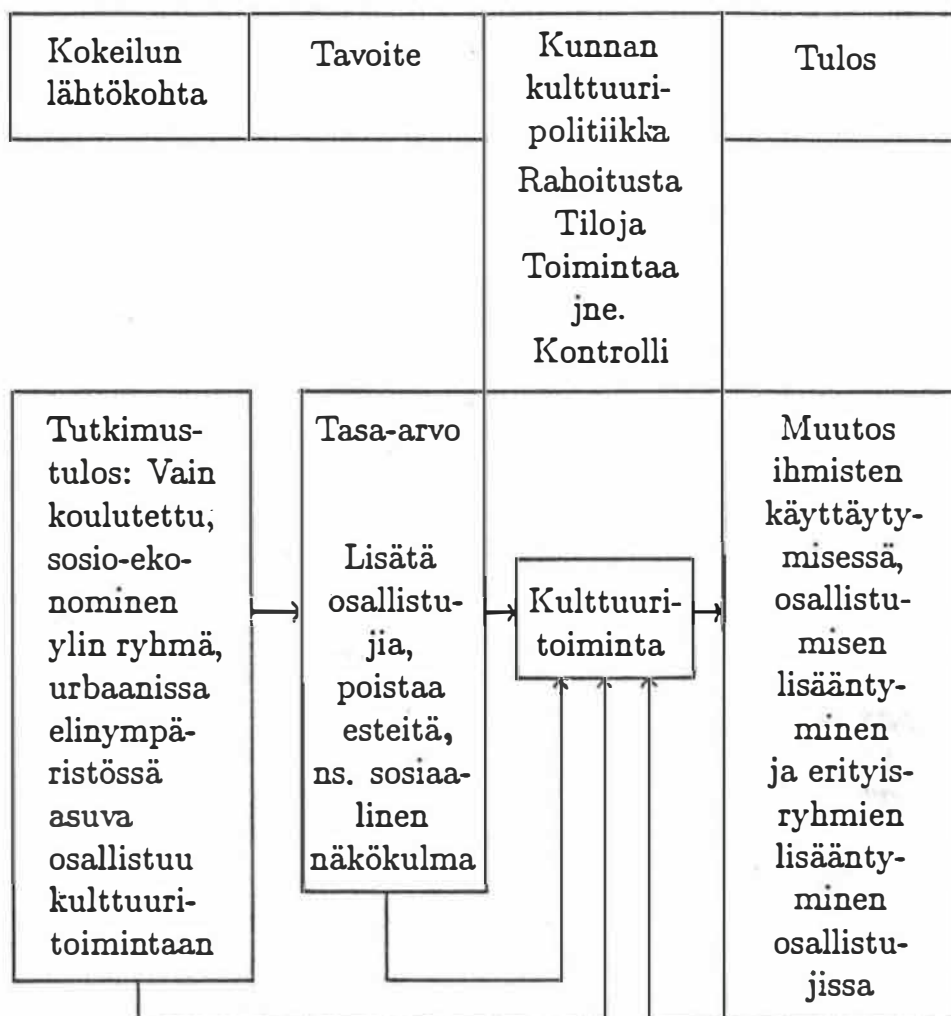 Kokeilun
lähtökohta
Tavoite
Kunnan
kulttuuri-
politiikka
Rahoitusta
Tiloja
Toimintaa
jne.
Kontrolli
Tulos
Tutkimus-
tulos: Vain
koulutettu,
sosio-eko-
nominen
ylin ryhmä,
urbaanissa
elinympä-
ristössä
asuva
osallistuu
kulttuuri-
toimintaan
Tasa-arvo
Lisätä
osallistu-
jia,
poistaa
esteitä,
ns. sosiaa-
linen
näkökulma
Kulttuuri-
toiminta
Muutos
ihmisten
käyttäyty-
misessä,
osallistu-
misen
lisäänty-
minen
ja erityis-
ryhmien
lisäänty-
minen
osallistu-
jissa